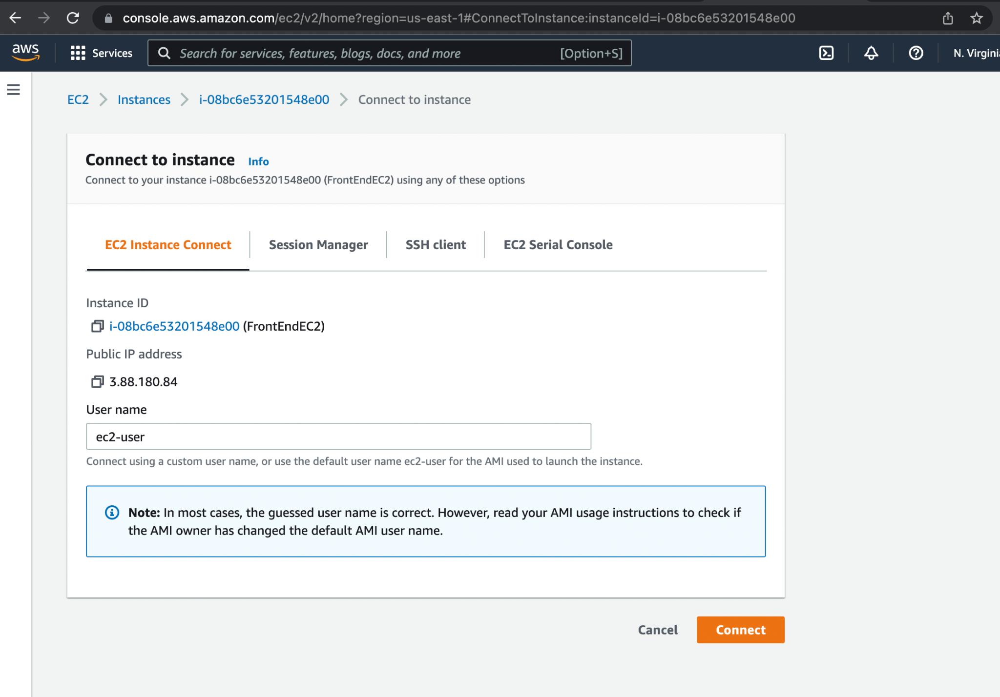 console.aws.amazon.com/ec2/v2/home?region=us-east-1#ConnectToInstance:instanceId=i-08bc6e53201548e00
aws Services Search for services, features, blogs, docs, and more [Option+S] N. Virgini
EC2 Instances i-08bc6e53201548e00 Connect to instance
Connect to instance Info
Connect to your instance i-08bc6e53201548e00 (FrontEndEC2) using any of these options
EC2 Instance Connect Session Manager SSH client EC2 Serial Console
Instance ID
i-08bc6e53201548e00 (FrontEndEC2)
Public IP address
3.88.180.84
User name
ec2-user
Connect using a custom user name, or use the default user name ec2-user for the AMI used to launch the instance.
Note: In most cases, the guessed user name is correct. However, read your AMI usage instructions to check if
the AMI owner has changed the default AMI user name.
Cancel Connect